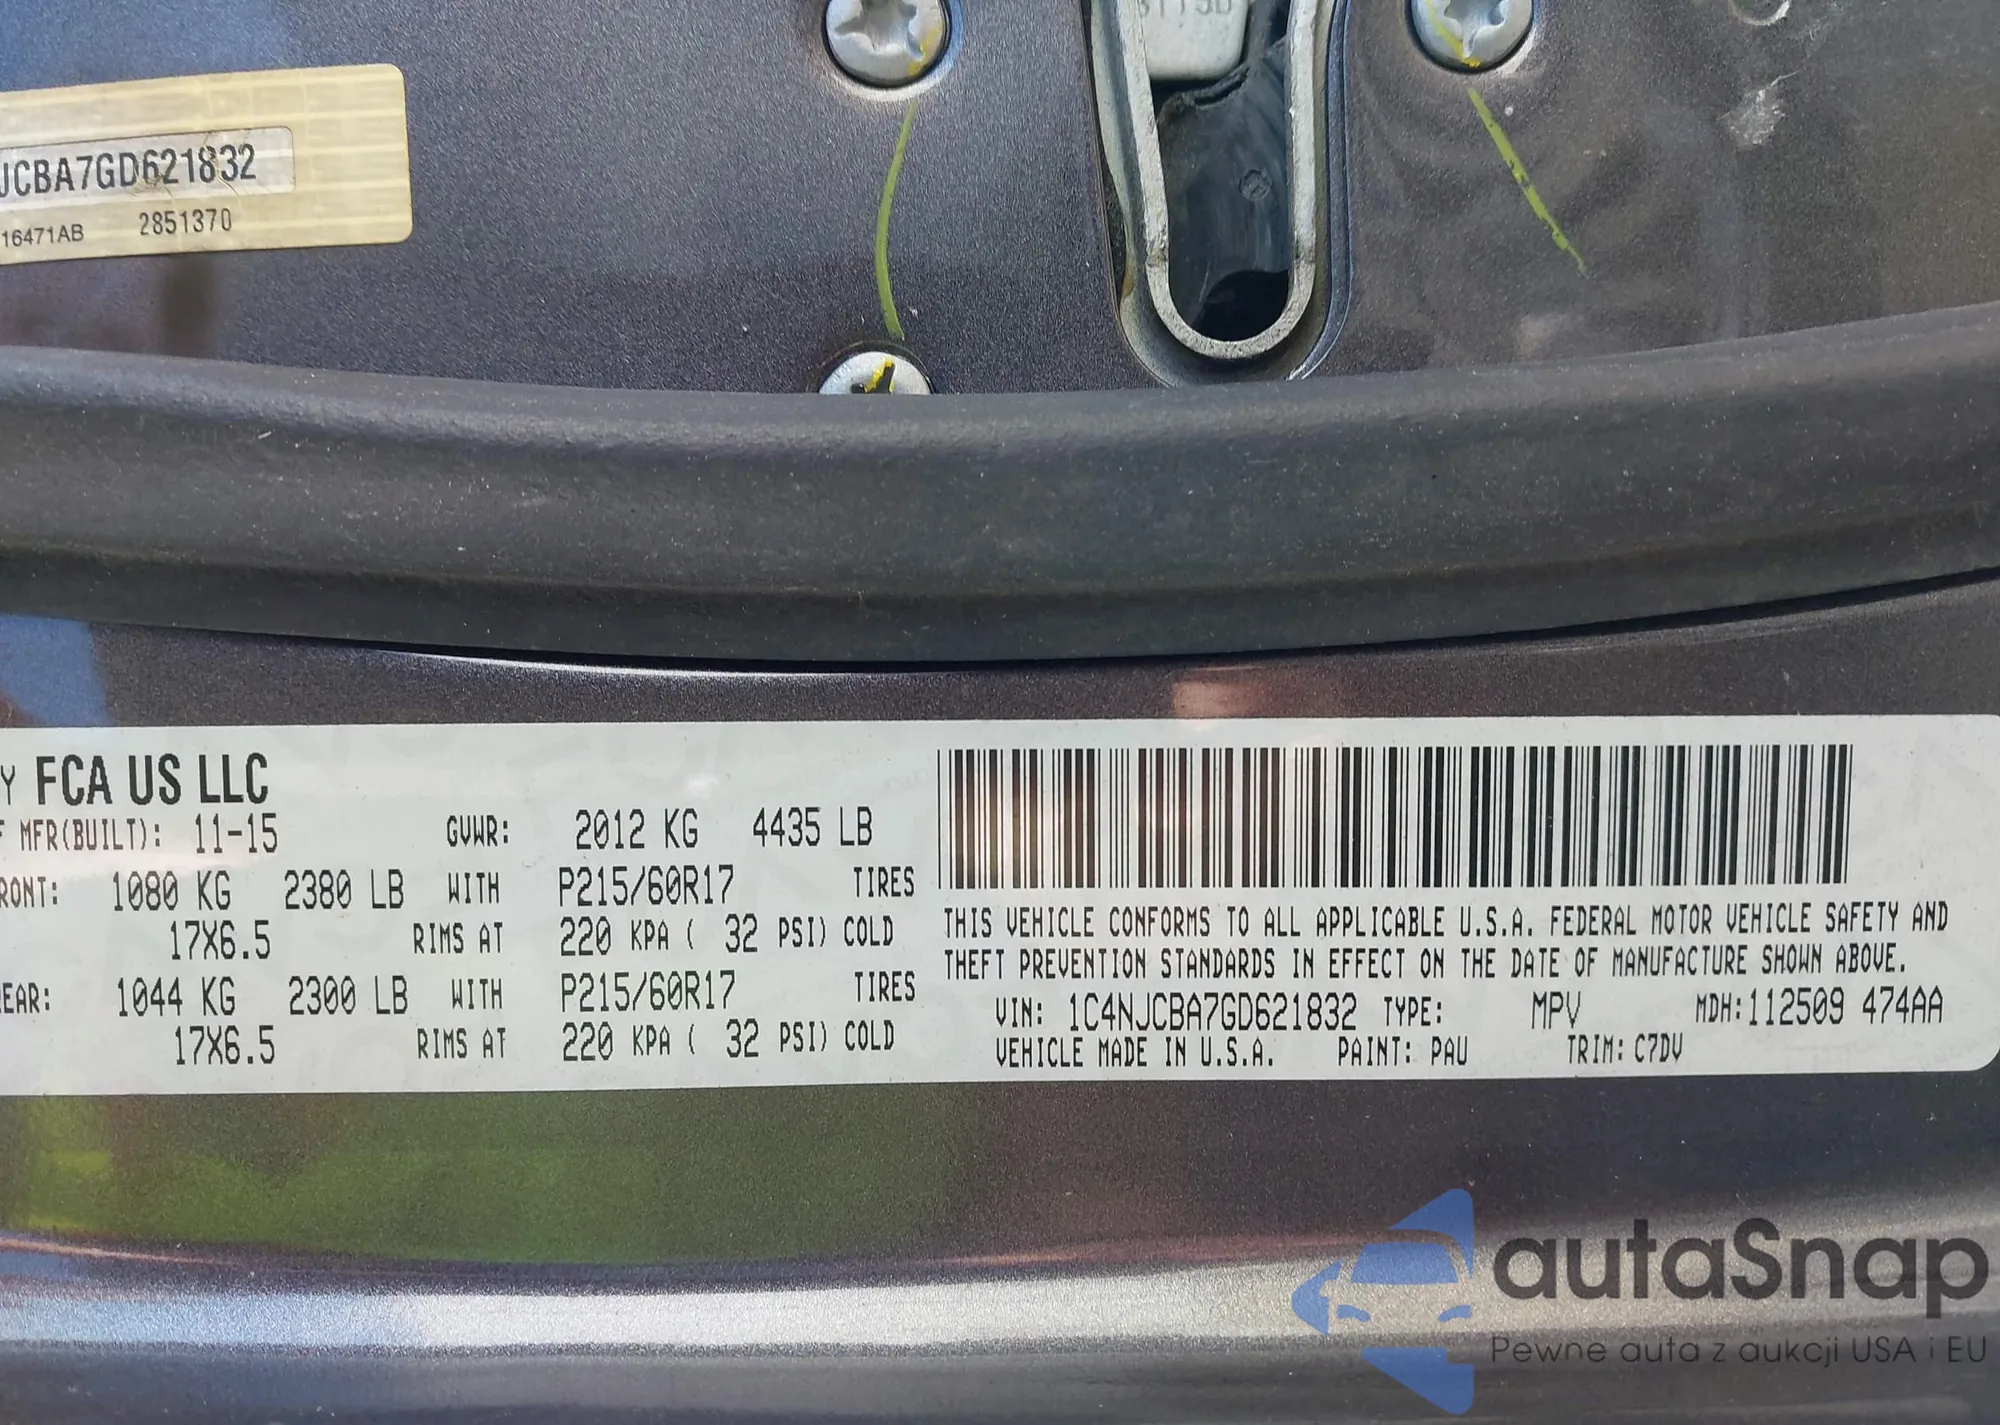 JCBA7GD621832
16471AB 2851370
Y FCA US LLC
F MFR(BUILT): 11-15 GVWR: 2012 KG 4435 LB
RONT: 1080 KG 2380 LB WITH P215/60R17 TIRES
17X6.5 RIMS AT 220 KPA ( 32 PSI) COLD
EAR: 1044 KG 2300 LB WITH P215/60R17 TIRES
17X6.5 RIMS AT 220 KPA ( 32 PSI) COLD
THIS VEHICLE CONFORMS TO ALL APPLICABLE U.S.A. FEDERAL MOTOR VEHICLE SAFETY AND
THEFT PREVENTION STANDARDS IN EFFECT ON THE DATE OF MANUFACTURE SHOWN ABOVE.
VIN: 1C4NJCBA7GD621832 TYPE: MPV MDH:112509 474AA
VEHICLE MADE IN U.S.A. PAINT: PAU TRIM: C7DV
autaSnap
Pewne auta z aukcji USA i EU